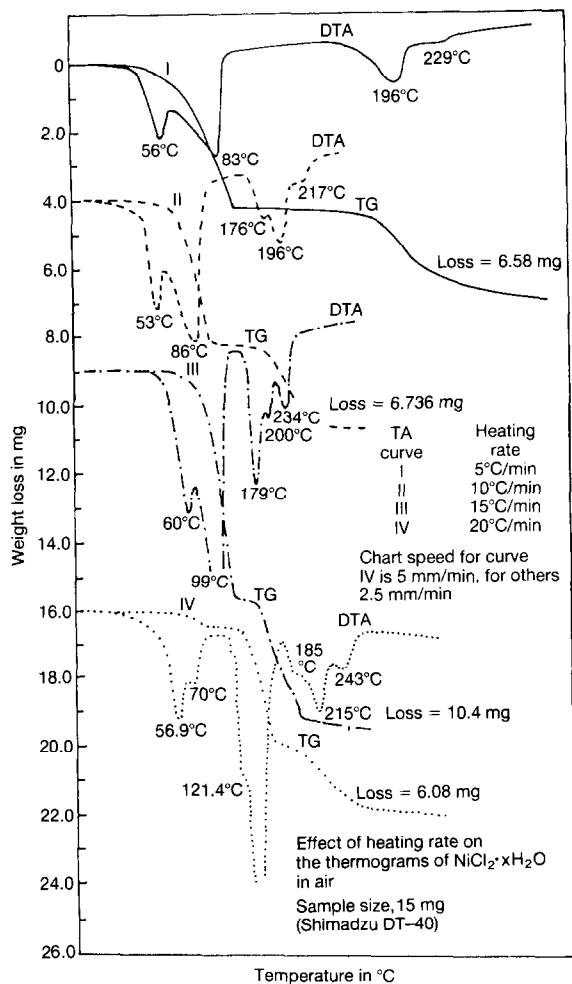 DTA
I
0
229°C
196°C
2.0
56°C
DTA
83°C
II
4.0
217°C
176°C
TG
196°C
6.0
Loss = 6.58 mg
53°C
DTA
8.0
86°C
TG
III
10.0
234°C
Loss = 6.736 mg
200°C
TA curve
Heating rate
I 5°C/min
II 10°C/min
III 15°C/min
IV 20°C/min
179°C
12.0
60°C
Weight loss in mg
14.0
Chart speed for curve
IV is 5 mm/min, for others
2.5 mm/min
99°C
TG
IV
16.0
DTA
185 °C
18.0
70°C
243°C
56.9°C
215°C
Loss = 10.4 mg
TG
20.0
121.4°C
Loss = 6.08 mg
22.0
Effect of heating rate on
the thermograms of NiCl₂·xH₂O
in air
24.0
Sample size, 15 mg
(Shimadzu DT–40)
26.0
Temperature in °C